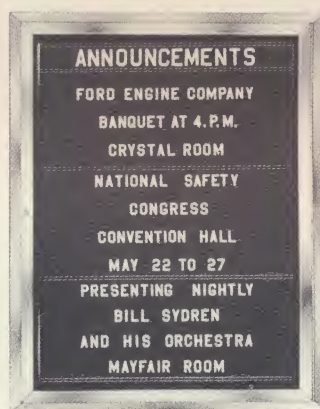 ANNOUNCEMENTS
FORD ENGINE COMPANY
BANQUET AT 4.P.M.
CRYSTAL ROOM
NATIONAL SAFETY
CONGRESS
CONVENTION HALL
MAY 22 TO 27
PRESENTING NIGHTLY
BILL SYDREN
AND HIS ORCHESTRA
MAYFAIR ROOM